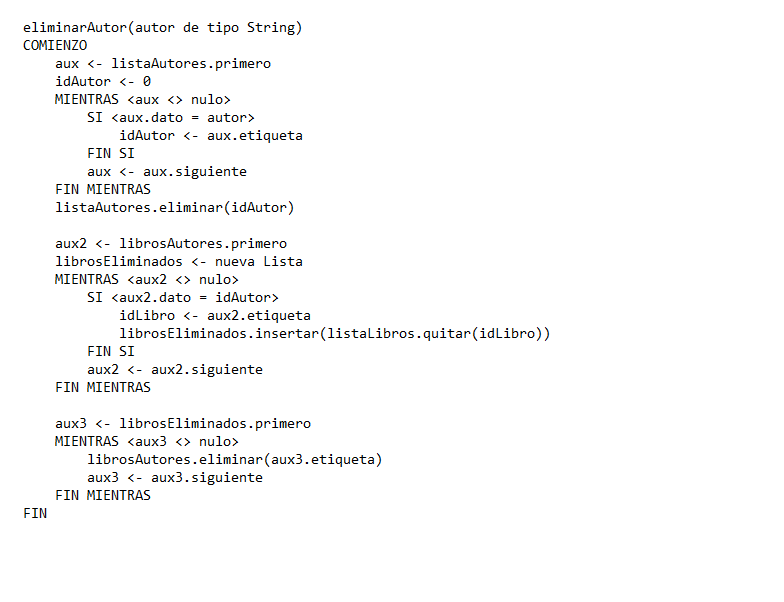 eliminarAutor(autor de tipo String)
COMIENZO
    aux <- listaAutores.primero
    idAutor <- 0
    MIENTRAS <aux <> nulo>
        SI <aux.dato = autor>
            idAutor <- aux.etiqueta
        FIN SI
        aux <- aux.siguiente
    FIN MIENTRAS
    listaAutores.eliminar(idAutor)

    aux2 <- librosAutores.primero
    librosEliminados <- nueva Lista
    MIENTRAS <aux2 <> nulo>
        SI <aux2.dato = idAutor>
            idLibro <- aux2.etiqueta
            librosEliminados.insertar(listaLibros.quitar(idLibro))
        FIN SI
        aux2 <- aux2.siguiente
    FIN MIENTRAS

    aux3 <- librosEliminados.primero
    MIENTRAS <aux3 <> nulo>
        librosAutores.eliminar(aux3.etiqueta)
        aux3 <- aux3.siguiente
    FIN MIENTRAS
FIN